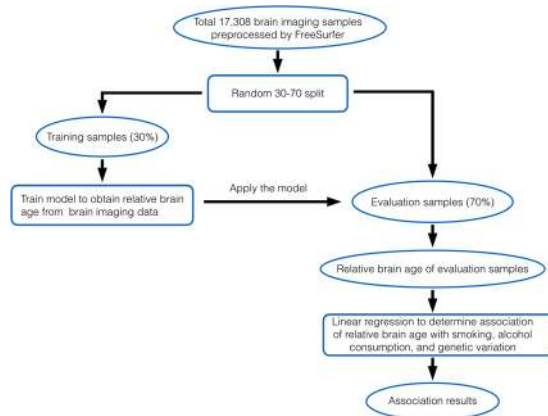 Total 17,308 brain imaging samples
preprocessed by FreeSurfer
Random 30-70 split
Training samples (30%)
Train model to obtain relative brain
age from brain imaging data
Apply the model
Evaluation samples (70%)
Relative brain age of evaluation samples
Linear regression to determine association
of relative brain age with smoking, alcohol
consumption, and genetic variation
Association results